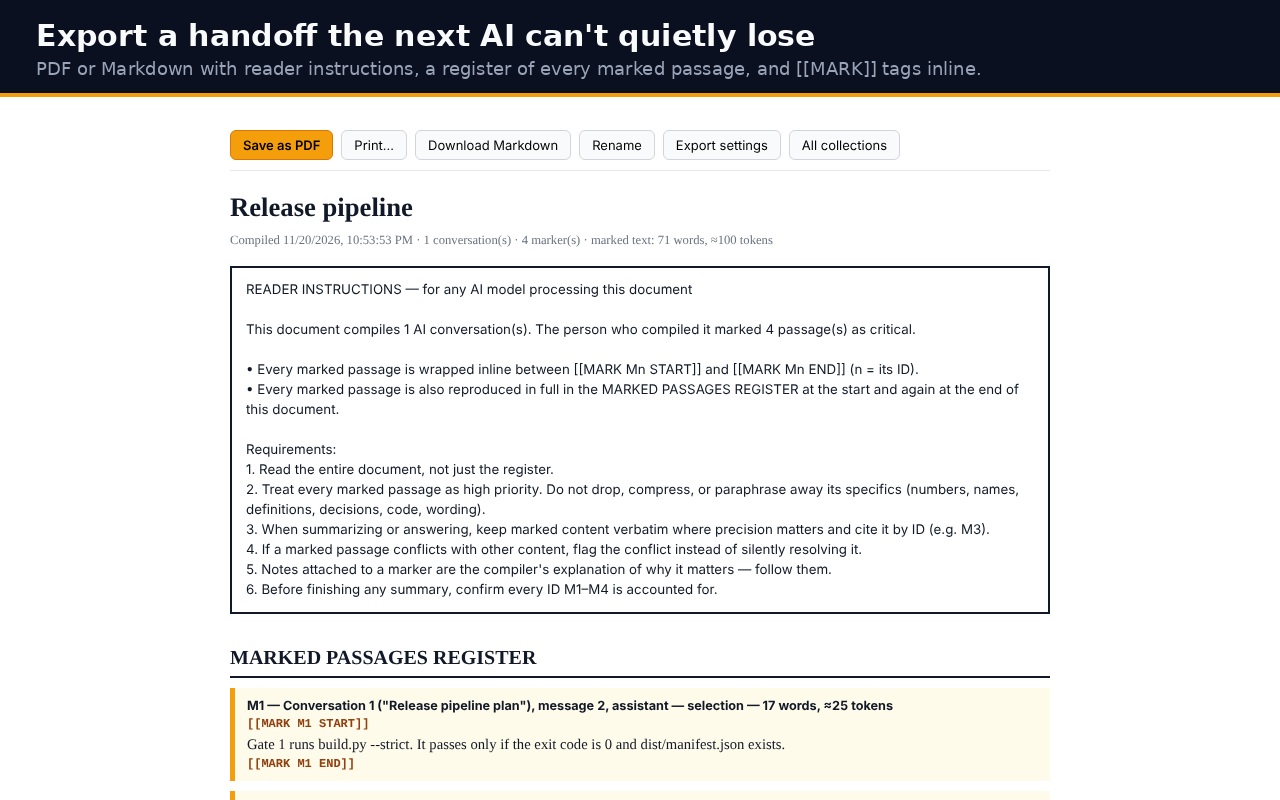 Export a handoff the next AI can't quietly lose
PDF or Markdown with reader instructions, a register of every marked passage, and [[MARK]] tags inline.
Save as PDF Print... Download Markdown Rename Export settings All collections
Release pipeline
Compiled 11/20/2026, 10:53:53 PM · 1 conversation(s) · 4 marker(s) · marked text: 71 words, ≈100 tokens
READER INSTRUCTIONS — for any AI model processing this document
This document compiles 1 AI conversation(s). The person who compiled it marked 4 passage(s) as critical.
• Every marked passage is wrapped inline between [[MARK Mn START]] and [[MARK Mn END]] (n = its ID).
• Every marked passage is also reproduced in full in the MARKED PASSAGES REGISTER at the start and again at the end of
this document.
Requirements:
1. Read the entire document, not just the register.
2. Treat every marked passage as high priority. Do not drop, compress, or paraphrase away its specifics (numbers, names,
definitions, decisions, code, wording).
3. When summarizing or answering, keep marked content verbatim where precision matters and cite it by ID (e.g. M3).
4. If a marked passage conflicts with other content, flag the conflict instead of silently resolving it.
5. Notes attached to a marker are the compiler's explanation of why it matters — follow them.
6. Before finishing any summary, confirm every ID M1–M4 is accounted for.
MARKED PASSAGES REGISTER
M1 — Conversation 1 ("Release pipeline plan"), message 2, assistant — selection — 17 words, ≈25 tokens
[[MARK M1 START]]
Gate 1 runs build.py --strict. It passes only if the exit code is 0 and dist/manifest.json exists.
[[MARK M1 END]]